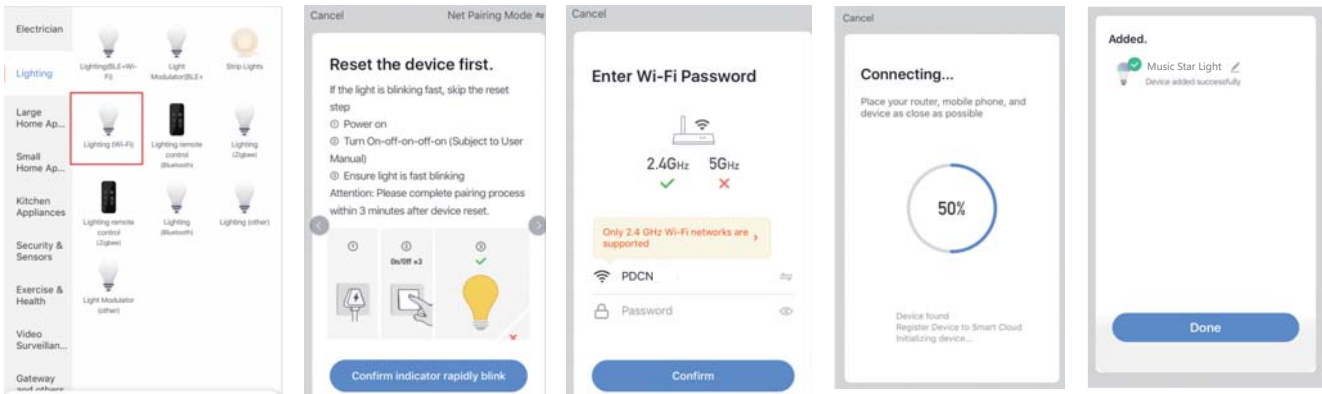 Electrician
Lighting
Large
Home Ap...
Small
Home Ap...
Kitchen
Appliances
Security &
Sensors
Exercise &
Health
Video
Surveillan...
Gateway
and others
Lighting(BLE+Wi-
Fi)
Light
Modulator(BLE+
Strip Lights
Lighting (Wi-Fi)
Lighting remote
control
(Bluetooth)
Lighting
(Zigbee)
Lighting remote
control
(Zigbee)
Lighting
(Bluetooth)
Lighting (other)
Light Modulator
(other)
Cancel
Net Pairing Mode
Reset the device first.
If the light is blinking fast, skip the reset
step
① Power on
② Turn On-off-on-off-on (Subject to User
Manual)
③ Ensure light is fast blinking
Attention: Please complete pairing process
within 3 minutes after device reset.
①
②
③
On/Off x3
Confirm indicator rapidly blink
Cancel
Enter Wi-Fi Password
2.4GHz 5GHz
Only 2.4 GHz Wi-Fi networks are
supported
PDCN
Password
Confirm
Cancel
Connecting...
Place your router, mobile phone, and
device as close as possible
50%
Device found
Register Device to Smart Cloud
Initializing device...
Added.
Music Star Light
Device added successfully
Done